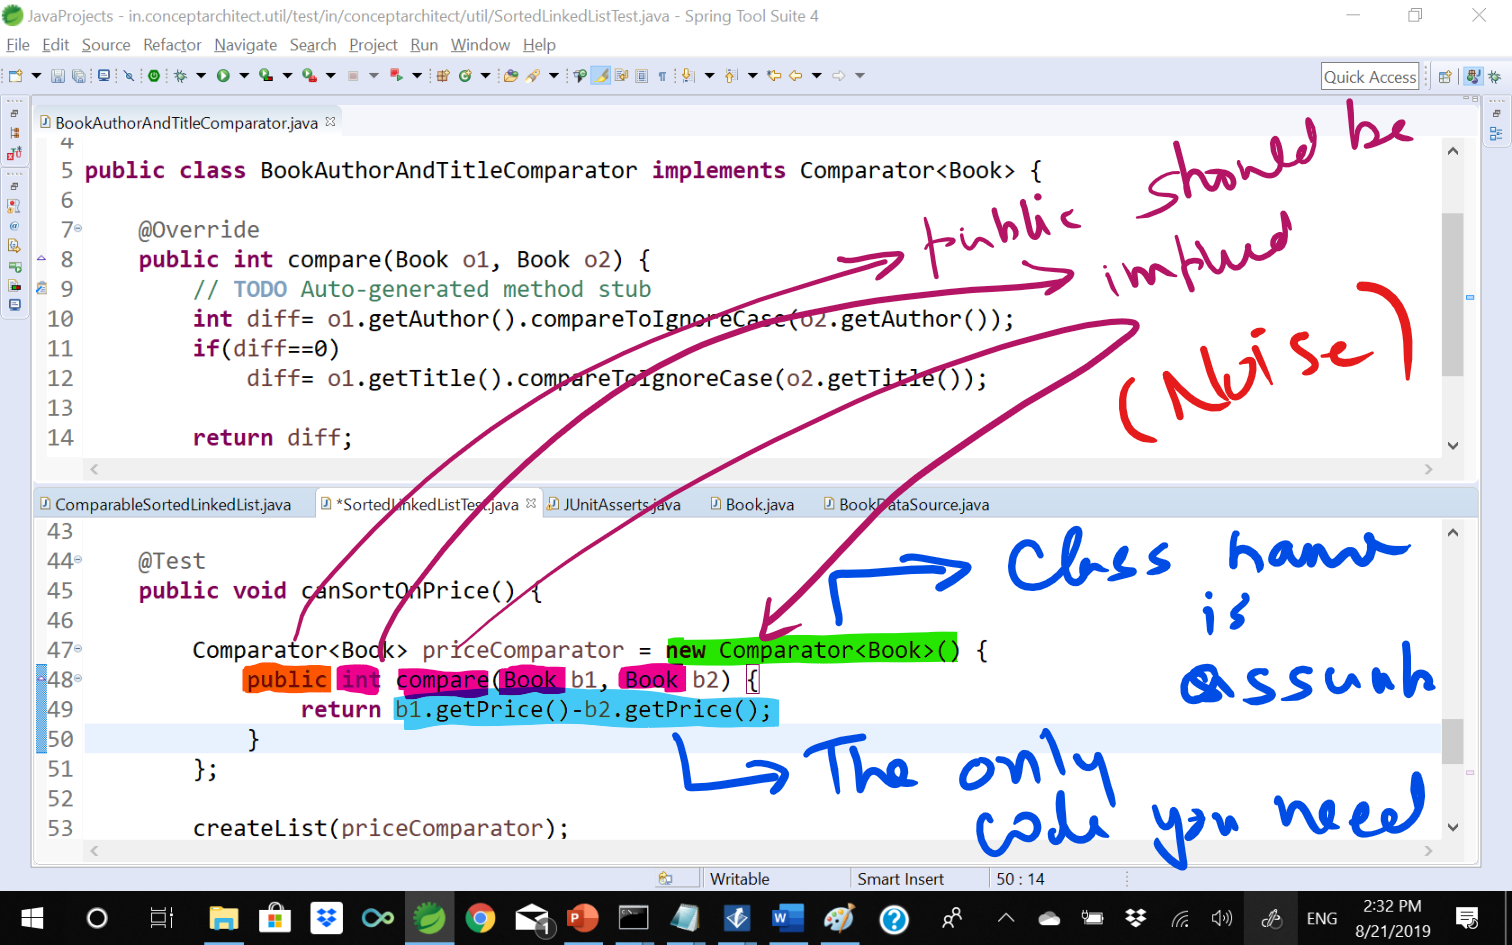 JavaProjects - in.conceptarchitect.util/test/in/conceptarchitect/util/SortedLinkedListTest.java - Spring Tool Suite 4
File Edit Source Refactor Navigate Search Project Run Window Help
Quick Access
BookAuthorAndTitleComparator.java
4
5 public class BookAuthorAndTitleComparator implements Comparator<Book> {
6
7 @Override
8 public int compare(Book o1, Book o2) {
9 // TODO Auto-generated method stub
10 int diff= o1.getAuthor().compareToIgnoreCase(o2.getAuthor());
11 if(diff==0)
12 diff= o1.getTitle().compareToIgnoreCase(o2.getTitle());
13
14 return diff;
public should be
implied
(Noise)
ComparableSortedLinkedList.java *SortedLinkedListTest.java JUnitAsserts.java Book.java BookDataSource.java
43
44 @Test
45 public void canSortOnPrice() {
46
47 Comparator<Book> priceComparator = new Comparator<Book>() {
48 public int compare(Book b1, Book b2) {
49 return b1.getPrice()-b2.getPrice();
50 }
51 };
52
53 createList(priceComparator);
Class name
is
The only
code you need
Writable Smart Insert 50 : 14
1
ENG
2:32 PM
8/21/2019